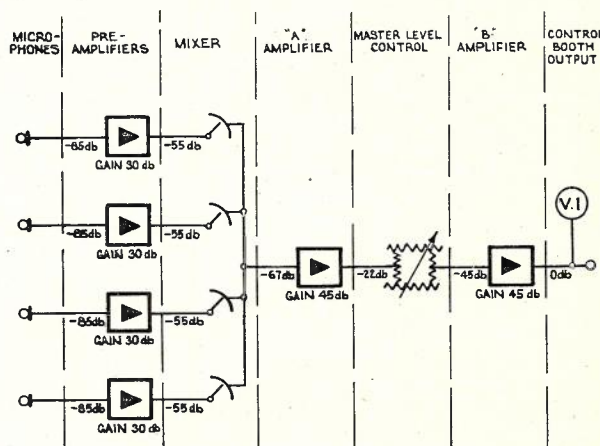 MICRO-
PHONES
PRE-
AMPLIFIERS
MIXER
"A"
AMPLIFIER
MASTER LEVEL
CONTROL
"B"
AMPLIFIER
CONTROL
BOOTH
OUTPUT
-85db
GAIN 30 db
-55db
-85db
GAIN 30 db
-55db
V.I
-67db
GAIN 45 db
-22db
-45db
GAIN 45 db
0db
-85db
GAIN 30 db
-55db
-85db
GAIN 30 db
-55db